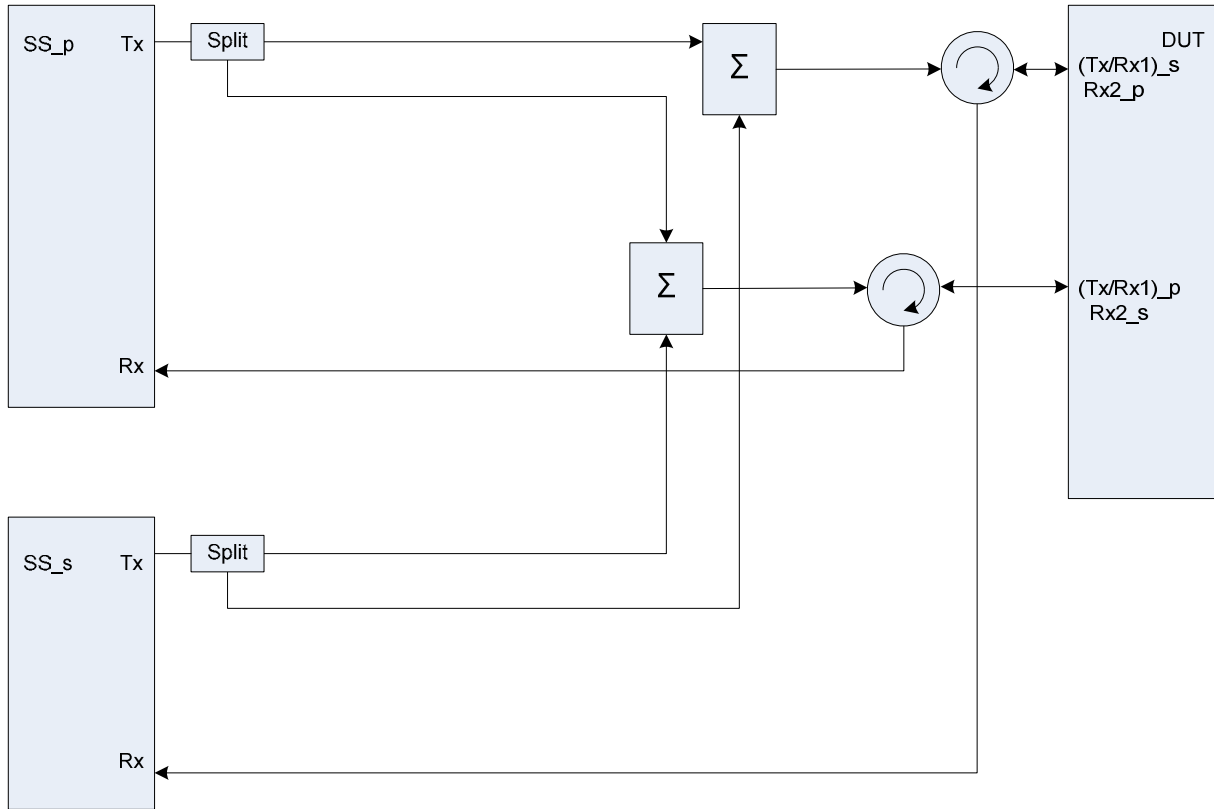 SS_p Tx
Split
Σ
DUT
(Tx/Rx1)_s
Rx2_p
Σ
(Tx/Rx1)_p
Rx2_s
Rx
SS_s Tx
Split
Rx